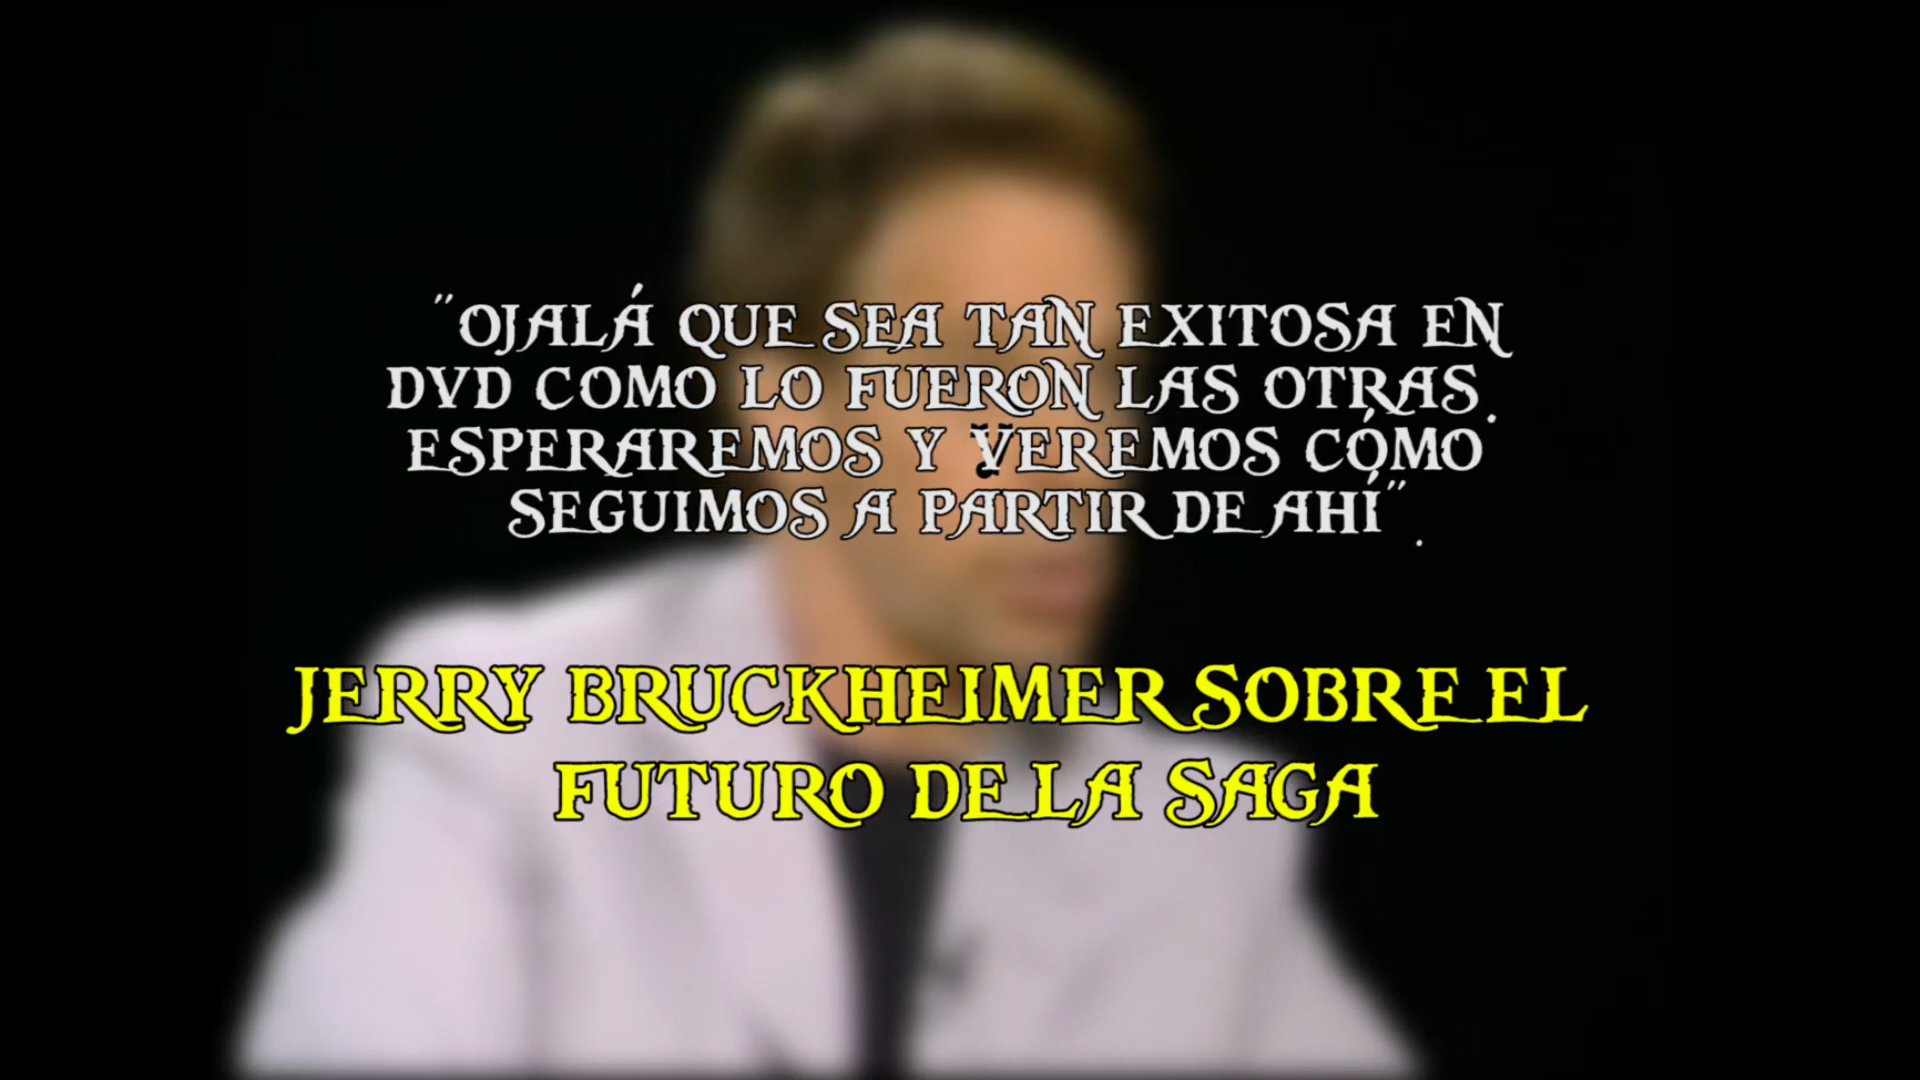 "OJALÁ QUE SEA TAN EXITOSA EN
DVD COMO LO FUERON LAS OTRAS.
ESPERAREMOS Y VEREMOS CÓMO
SEGUIMOS A PARTIR DE AHÍ".
JERRY BRUCKHEIMER SOBRE EL
FUTURO DE LA SAGA